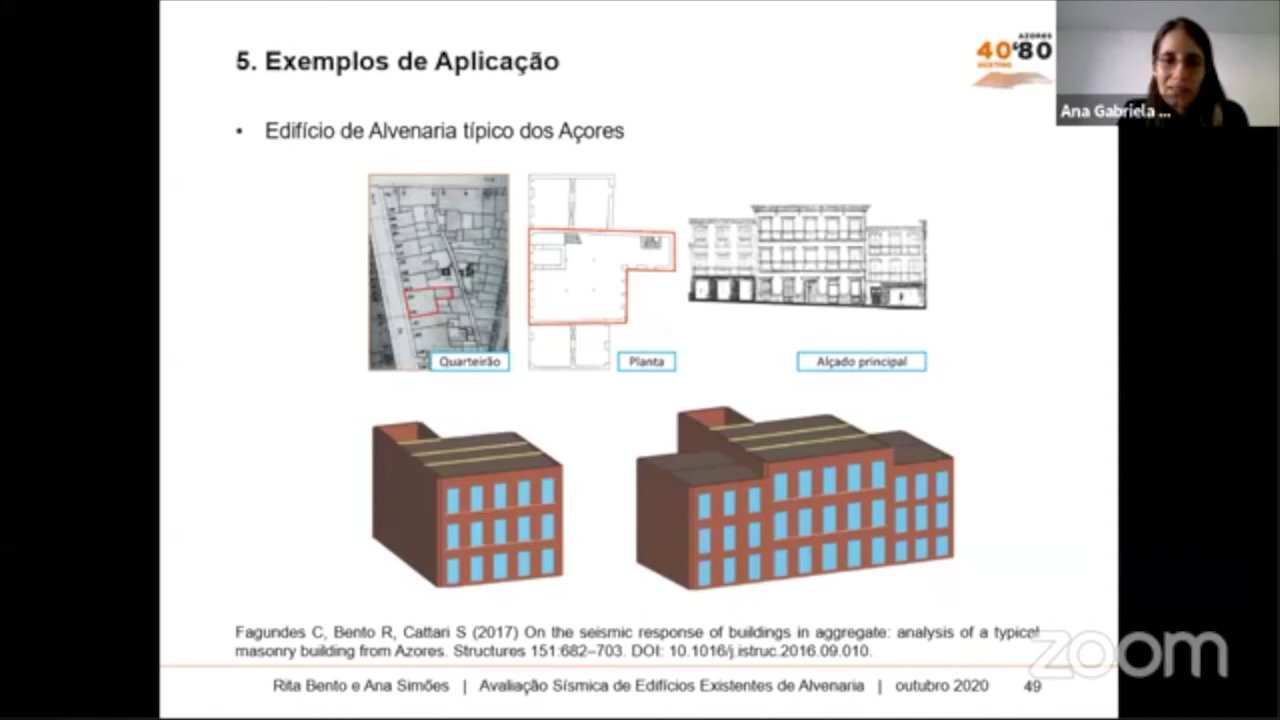 5. Exemplos de Aplicação
AZORES
40 e 80
MEETING
Ana Gabriela ...
• Edifício de Alvenaria típico dos Açores
Quarteirão
Planta
Alçado principal
Fagundes C, Bento R, Cattari S (2017) On the seismic response of buildings in aggregate: analysis of a typical
masonry building from Azores. Structures 151:682–703. DOI: 10.1016/j.istruc.2016.09.010.
zoom
Rita Bento e Ana Simões | Avaliação Sísmica de Edifícios Existentes de Alvenaria | outubro 2020 49